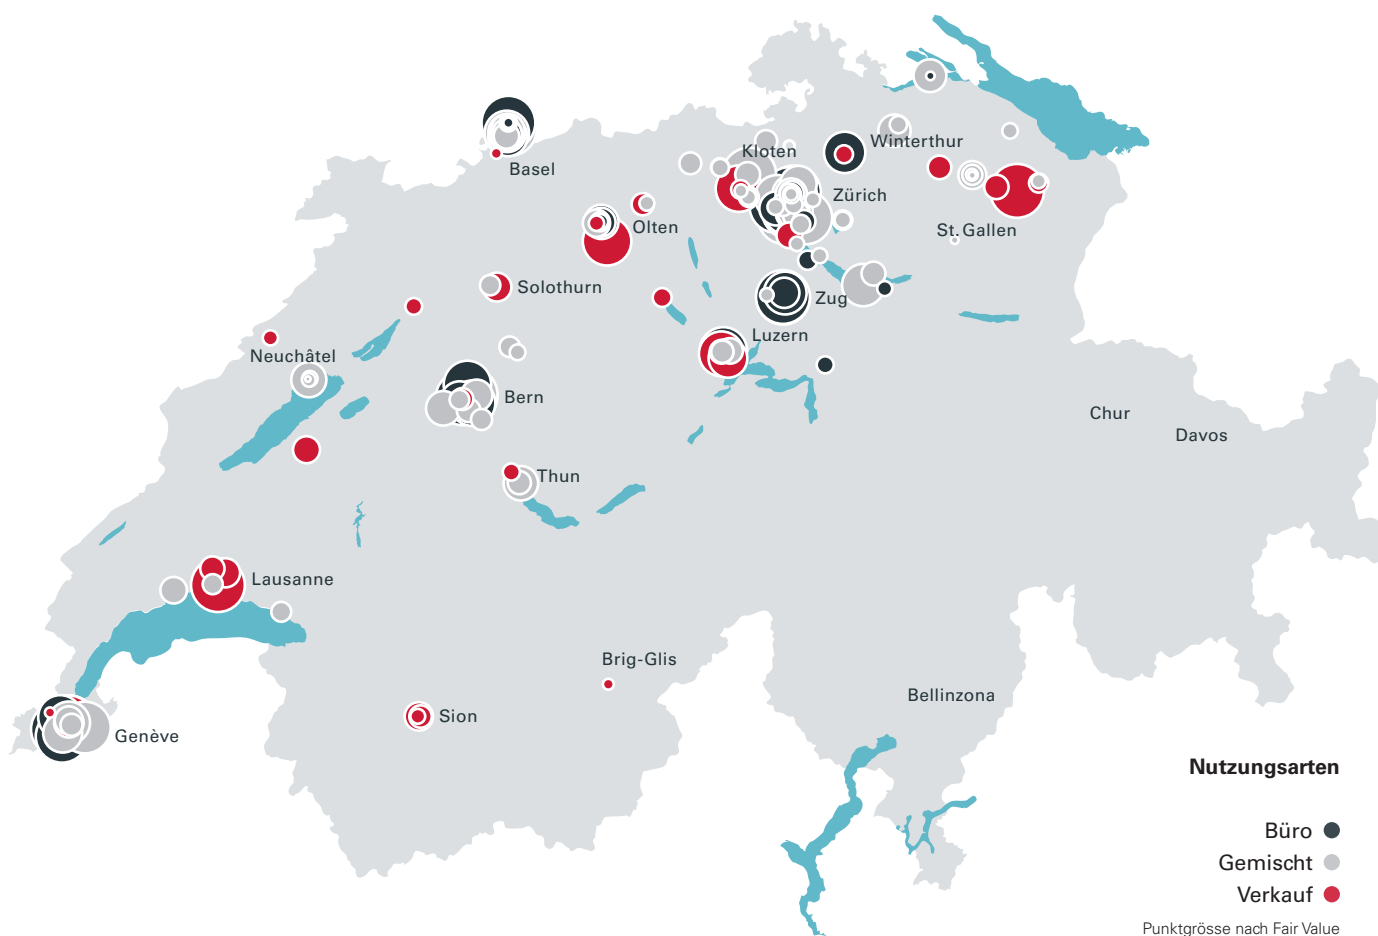 Kloten
Winterthur
Basel
Zürich
Olten
St. Gallen
Solothurn
Zug
Luzern
Neuchâtel
Bern
Chur
Davos
Thun
Lausanne
Brig-Glis
Bellinzona
Sion
Genève
Nutzungsarten
Büro
Gemischt
Verkauf
Punktgrösse nach Fair Value